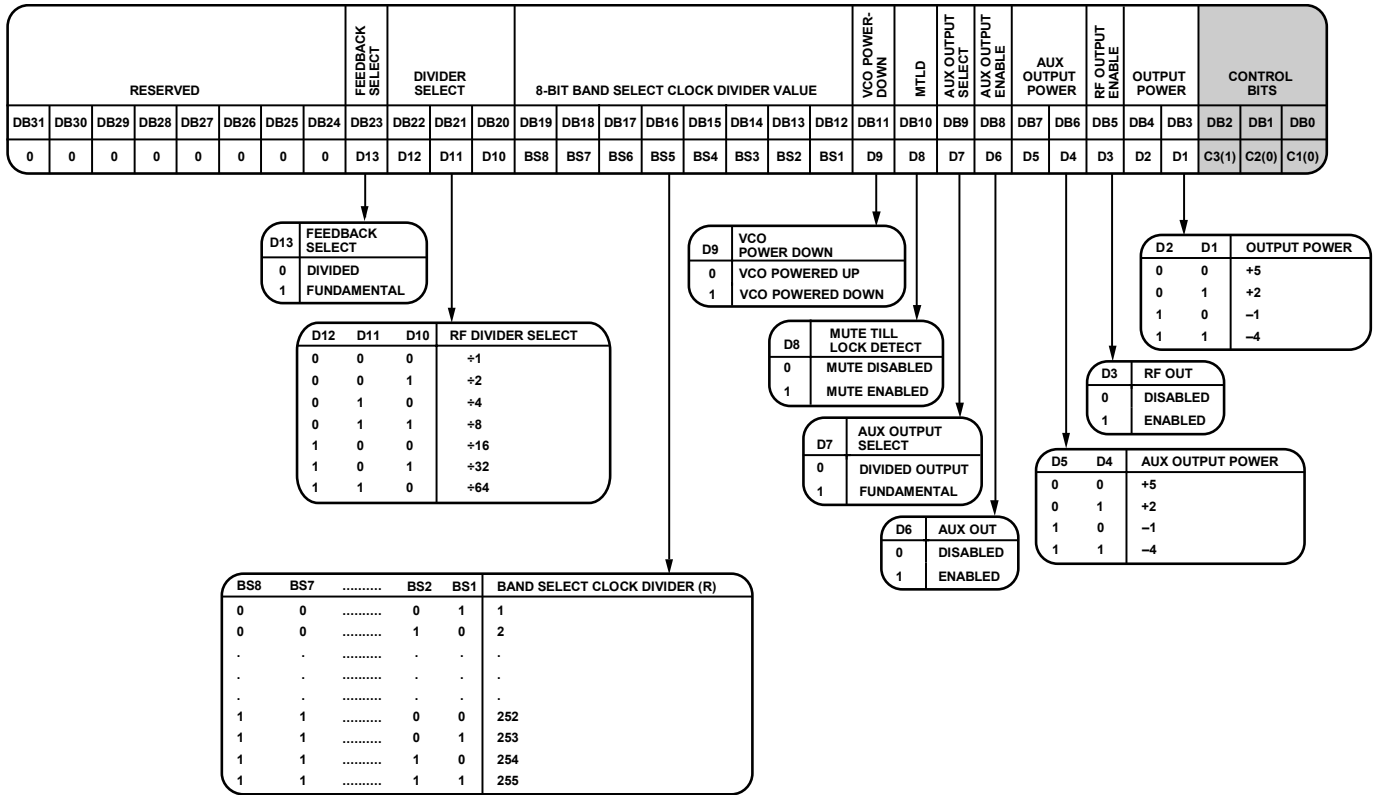 RESERVED
FEEDBACK SELECT
DIVIDER SELECT
8-BIT BAND SELECT CLOCK DIVIDER VALUE
VCO POWER-DOWN
MTLD
AUX OUTPUT SELECT
AUX OUTPUT ENABLE
AUX OUTPUT POWER
RF OUTPUT ENABLE
OUTPUT POWER
CONTROL BITS
DB31 DB30 DB29 DB28 DB27 DB26 DB25 DB24 DB23 DB22 DB21 DB20 DB19 DB18 DB17 DB16 DB15 DB14 DB13 DB12 DB11 DB10 DB9 DB8 DB7 DB6 DB5 DB4 DB3 DB2 DB1 DB0
0 0 0 0 0 0 0 0 D13 D12 D11 D10 BS8 BS7 BS6 BS5 BS4 BS3 BS2 BS1 D9 D8 D7 D6 D5 D4 D3 D2 D1 C3(1) C2(0) C1(0)
D13 FEEDBACK SELECT
0 DIVIDED
1 FUNDAMENTAL
D12 D11 D10 RF DIVIDER SELECT
0 0 0 ÷1
0 0 1 ÷2
0 1 0 ÷4
0 1 1 ÷8
1 0 0 ÷16
1 0 1 ÷32
1 1 0 ÷64
BS8 BS7 .......... BS2 BS1 BAND SELECT CLOCK DIVIDER (R)
0 0 .......... 0 1 1
0 0 .......... 1 0 2
. . .......... . . .
. . .......... . . .
. . .......... . . .
1 1 .......... 0 0 252
1 1 .......... 0 1 253
1 1 .......... 1 0 254
1 1 .......... 1 1 255
D9 VCO POWER DOWN
0 VCO POWERED UP
1 VCO POWERED DOWN
D8 MUTE TILL LOCK DETECT
0 MUTE DISABLED
1 MUTE ENABLED
D7 AUX OUTPUT SELECT
0 DIVIDED OUTPUT
1 FUNDAMENTAL
D6 AUX OUT
0 DISABLED
1 ENABLED
D5 D4 AUX OUTPUT POWER
0 0 +5
0 1 +2
1 0 –1
1 1 –4
D3 RF OUT
0 DISABLED
1 ENABLED
D2 D1 OUTPUT POWER
0 0 +5
0 1 +2
1 0 –1
1 1 –4